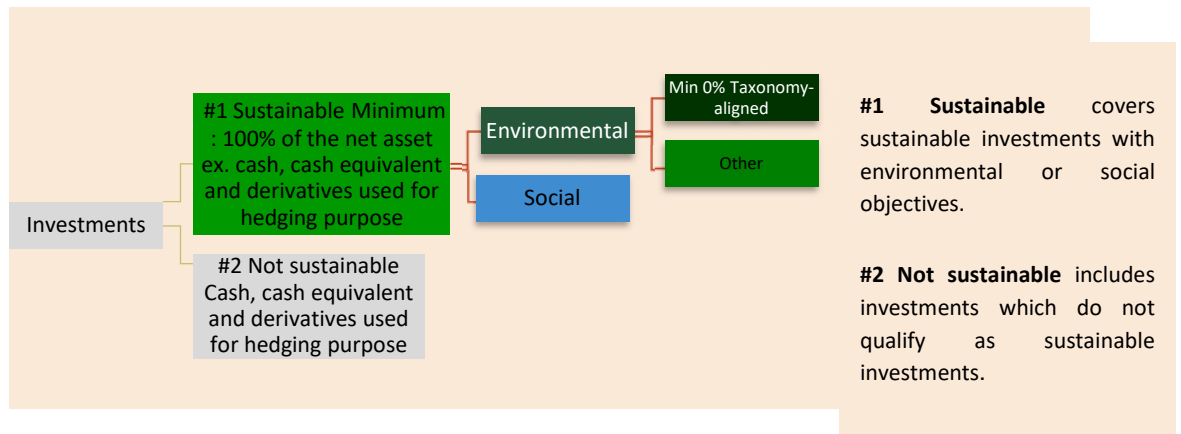 Investments
#1 Sustainable Minimum
: 100% of the net asset
ex. cash, cash equivalent
and derivatives used for
hedging purpose
#2 Not sustainable
Cash, cash equivalent
and derivatives used
for hedging purpose
Environmental
Social
Min 0% Taxonomy-
aligned
Other
#1 Sustainable covers
sustainable investments with
environmental or social
objectives.
#2 Not sustainable includes
investments which do not
qualify as sustainable
investments.